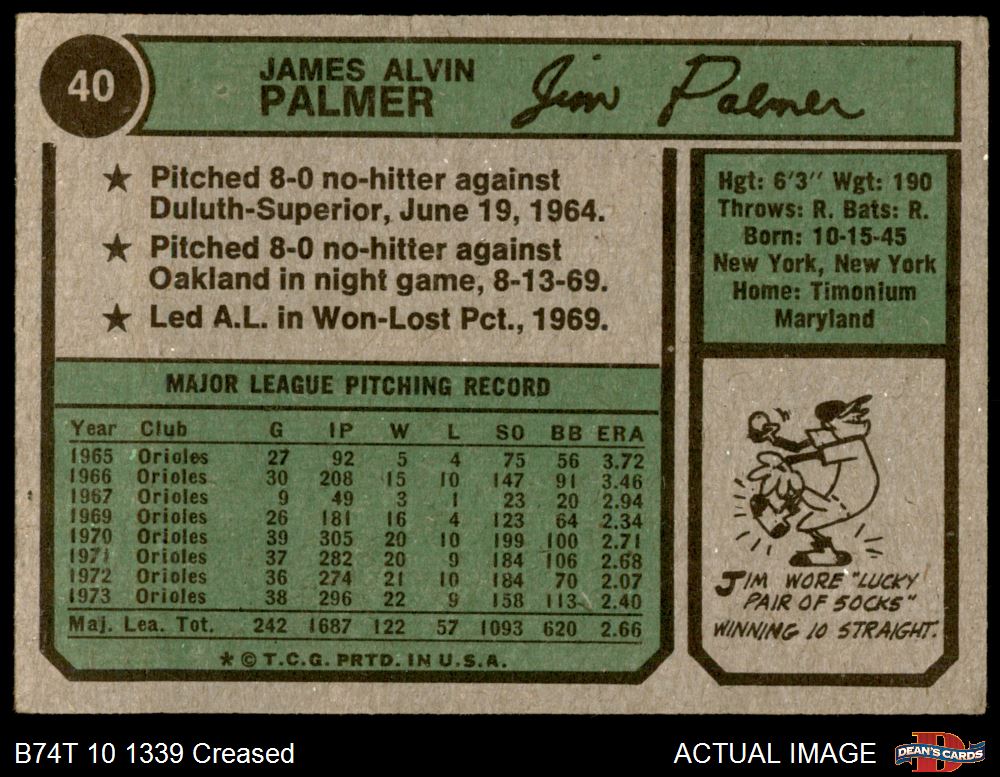 40
JAMES ALVIN
PALMER
Jim Palmer
★ Pitched 8-0 no-hitter against
Duluth-Superior, June 19, 1964.
★ Pitched 8-0 no-hitter against
Oakland in night game, 8-13-69.
★ Led A.L. in Won-Lost Pct., 1969.
Hgt: 6'3'' Wgt: 190
Throws: R. Bats: R.
Born: 10-15-45
New York, New York
Home: Timonium
Maryland
MAJOR LEAGUE PITCHING RECORD
Year Club G IP W L SO BB ERA
1965 Orioles 27 92 5 4 75 56 3.72
1966 Orioles 30 208 15 10 147 91 3.46
1967 Orioles 9 49 3 1 23 20 2.94
1969 Orioles 26 181 16 4 123 64 2.34
1970 Orioles 39 305 20 10 199 100 2.71
1971 Orioles 37 282 20 9 184 106 2.68
1972 Orioles 36 274 21 10 184 70 2.07
1973 Orioles 38 296 22 9 158 113 2.40
Maj. Lea. Tot. 242 1687 122 57 1093 620 2.66
* © T.C.G. PRTD. IN U.S.A.
JIM WORE "LUCKY
PAIR OF SOCKS"
WINNING 10 STRAIGHT.
B74T 10 1339 Creased
ACTUAL IMAGE
DEAN'S CARDS